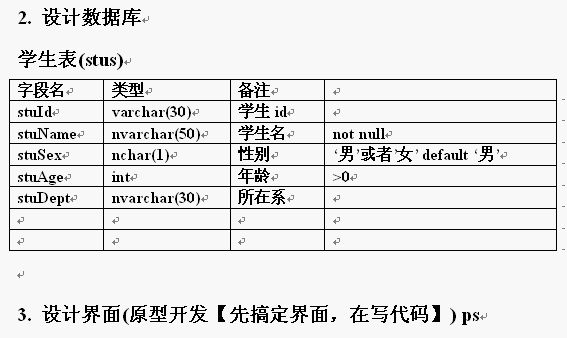 2. 设计数据库
学生表(stus)
字段名 类型 备注
stuId varchar(30) 学生 id
stuName nvarchar(50) 学生名 not null
stuSex nchar(1) 性别 ‘男’或者’女’ default ‘男’
stuAge int 年龄 >0
stuDept nvarchar(30) 所在系
3. 设计界面(原型开发【先搞定界面，在写代码】) ps